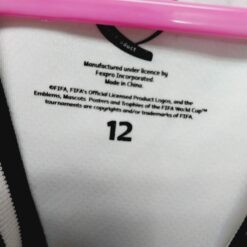 Manufactured under licence by
Fexpro Incorporated
Made in China.
©FIFA, FIFA's Official Licensed Product Logos, and the
Emblems, Mascots, Posters and Trophies of the FIFA World Cup™
tournaments are copyrights and/or trademarks of FIFA.
12